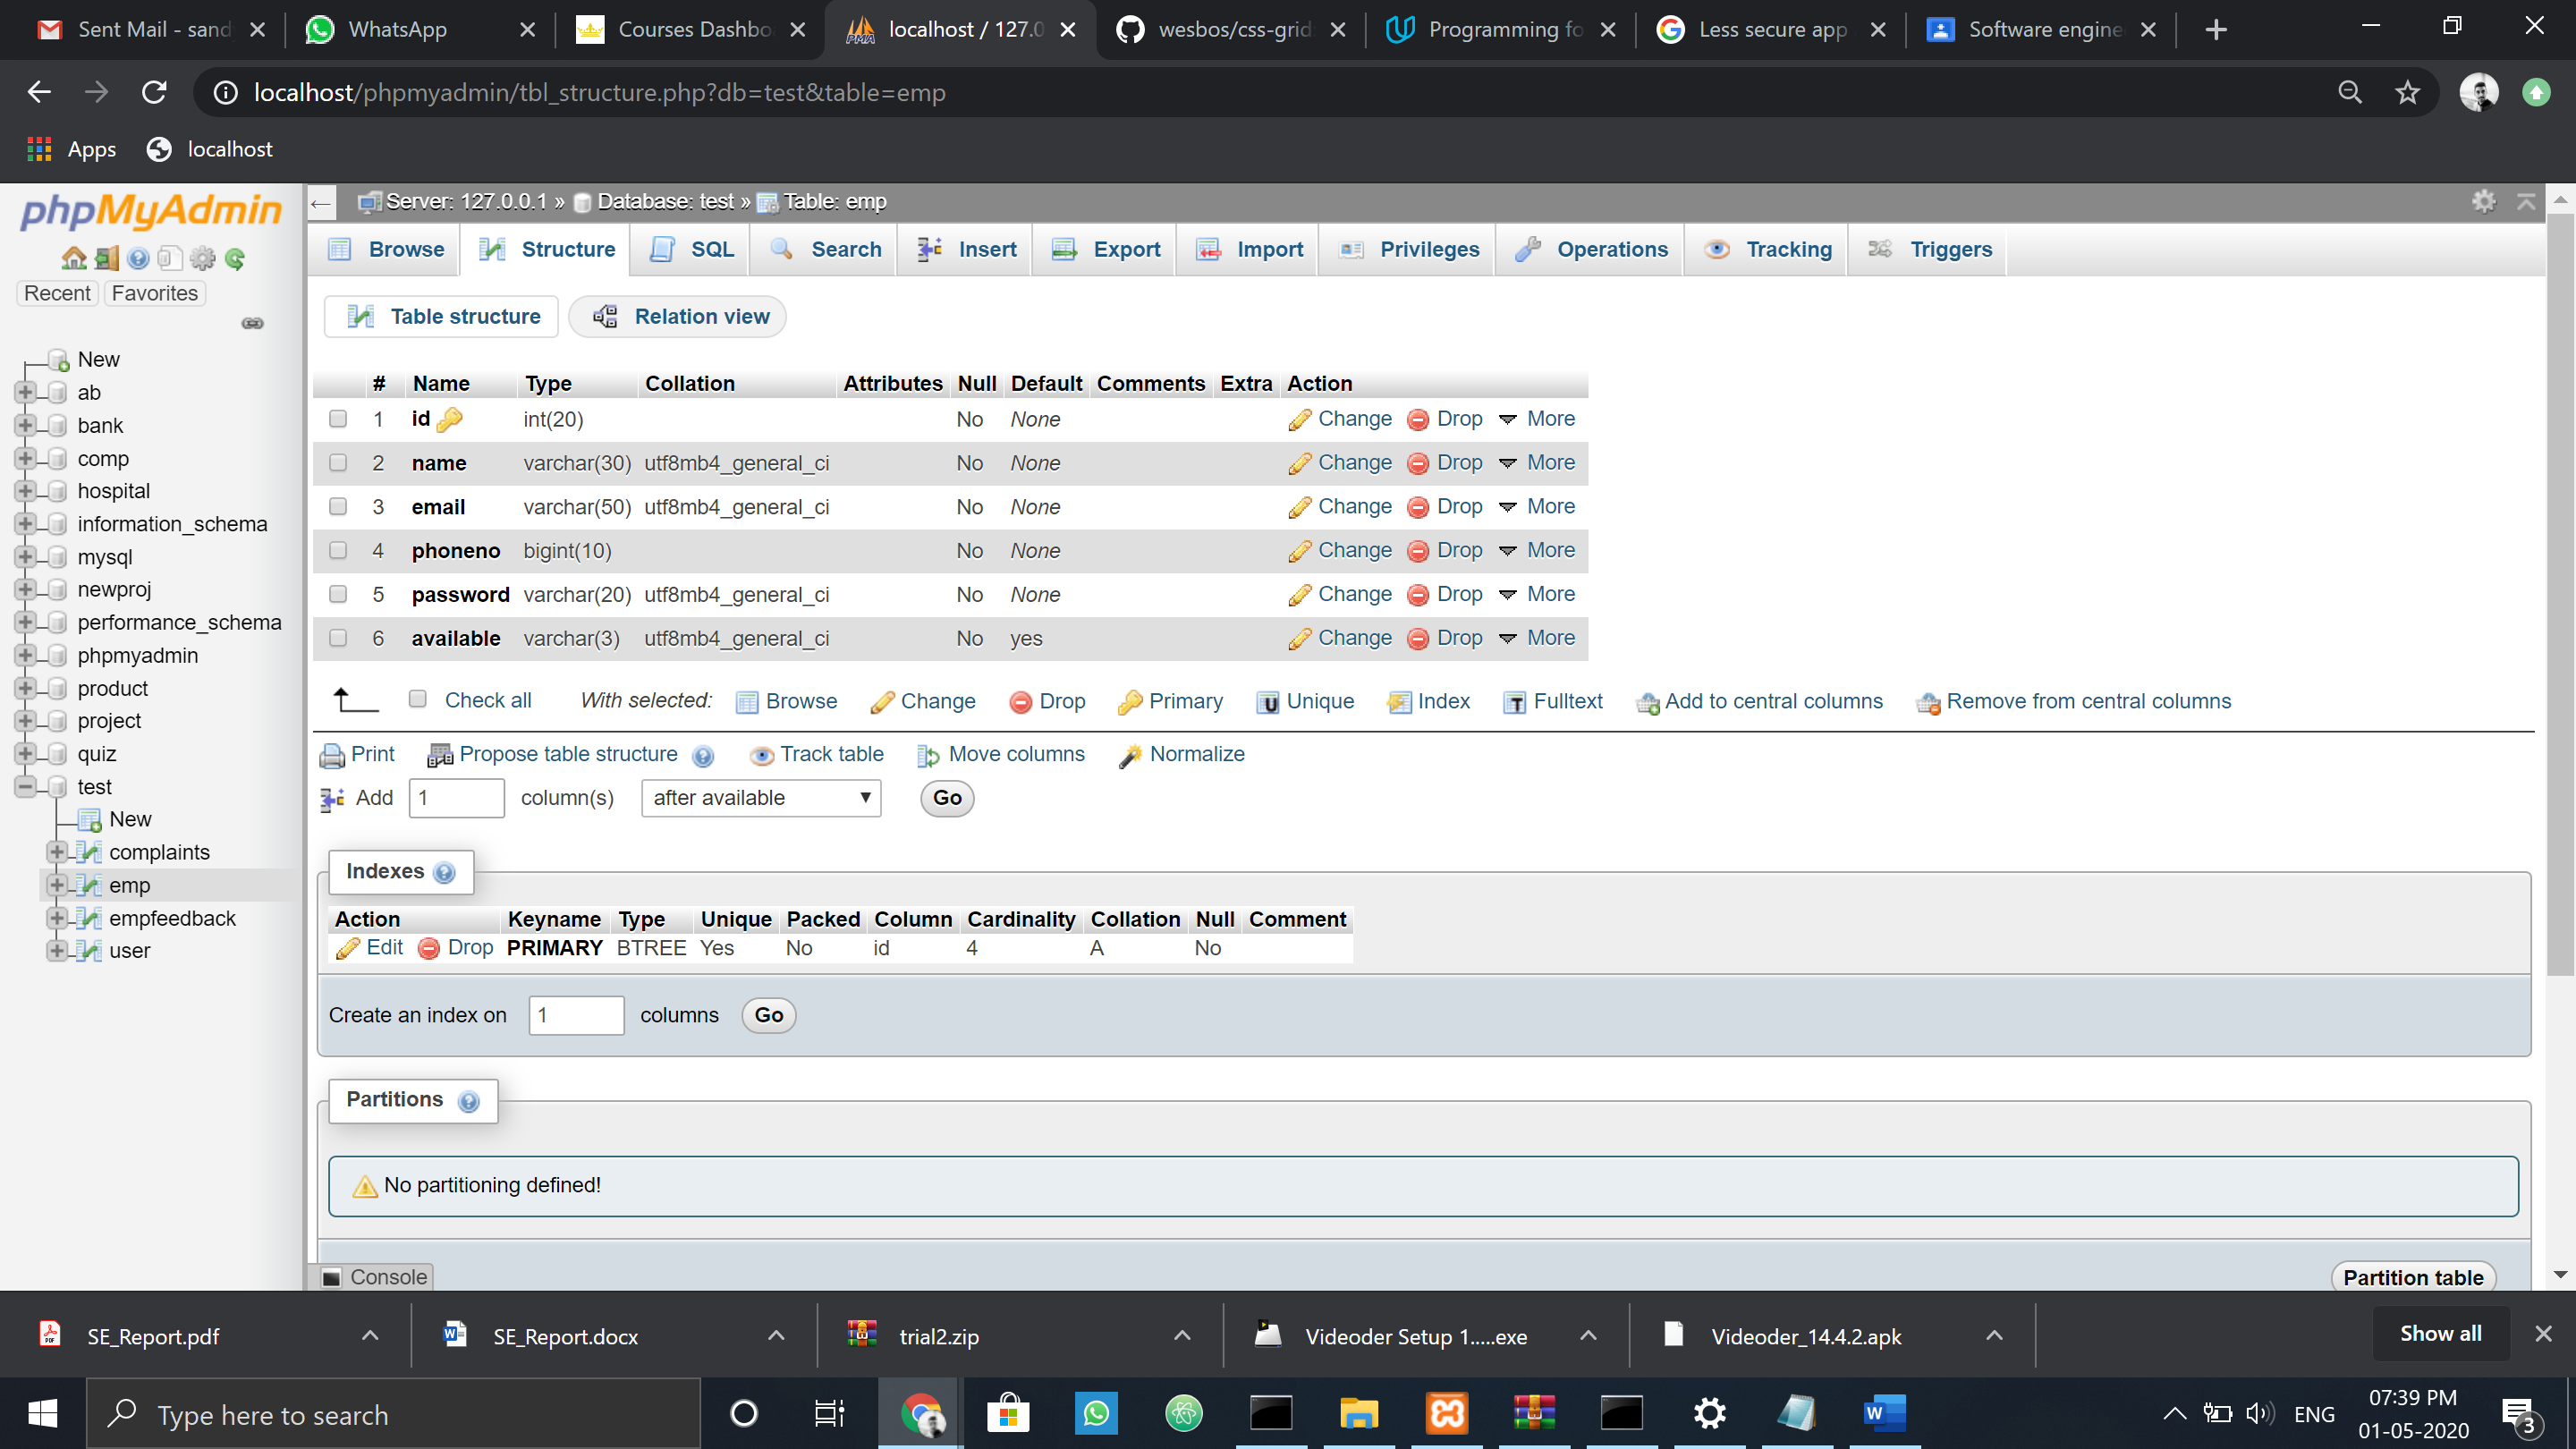 Sent Mail - sand
WhatsApp
Courses Dashbo
localhost / 127.0
wesbos/css-grid
Programming fo
Less secure app
Software engine
localhost/phpmyadmin/tbl_structure.php?db=test&table=emp
Apps
localhost
phpMyAdmin
Recent
Favorites
New
ab
bank
comp
hospital
information_schema
mysql
newproj
performance_schema
phpmyadmin
product
project
quiz
test
New
complaints
emp
empfeedback
user
Server: 127.0.0.1 » Database: test » Table: emp
Browse Structure SQL Search Insert Export Import Privileges Operations Tracking Triggers
Table structure Relation view
# Name Type Collation Attributes Null Default Comments Extra Action
1 id int(20) No None Change Drop More
2 name varchar(30) utf8mb4_general_ci No None Change Drop More
3 email varchar(50) utf8mb4_general_ci No None Change Drop More
4 phoneno bigint(10) No None Change Drop More
5 password varchar(20) utf8mb4_general_ci No None Change Drop More
6 available varchar(3) utf8mb4_general_ci No yes Change Drop More
Check all With selected: Browse Change Drop Primary Unique Index Fulltext Add to central columns Remove from central columns
Print Propose table structure Track table Move columns Normalize
Add 1 column(s) after available Go
Indexes
Action Keyname Type Unique Packed Column Cardinality Collation Null Comment
Edit Drop PRIMARY BTREE Yes No id 4 A No
Create an index on 1 columns Go
Partitions
No partitioning defined!
Partition table
Console
SE_Report.pdf
SE_Report.docx
trial2.zip
Videoder Setup 1.....exe
Videoder_14.4.2.apk
Show all
Type here to search
ENG
07:39 PM
01-05-2020
3